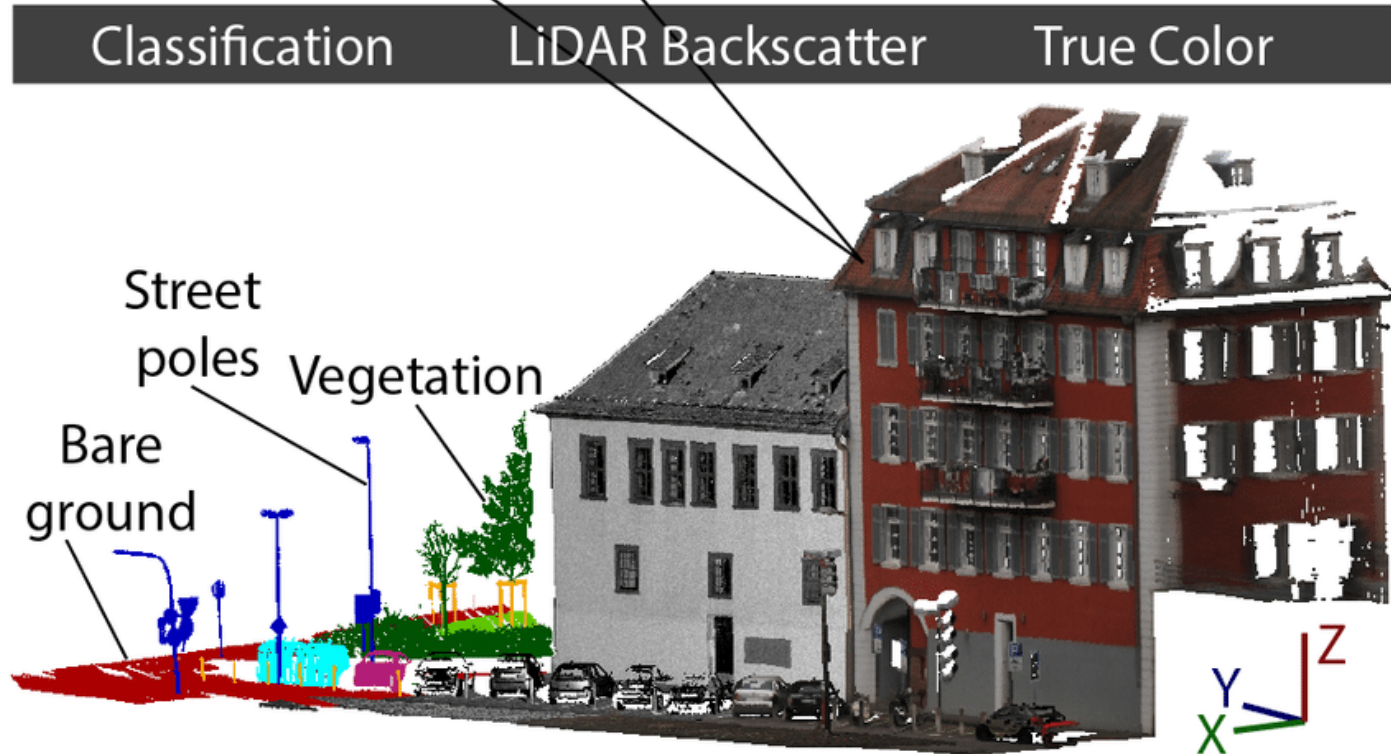 Classification LiDAR Backscatter True Color
Street
poles
Vegetation
Bare
ground
Z
Y
X